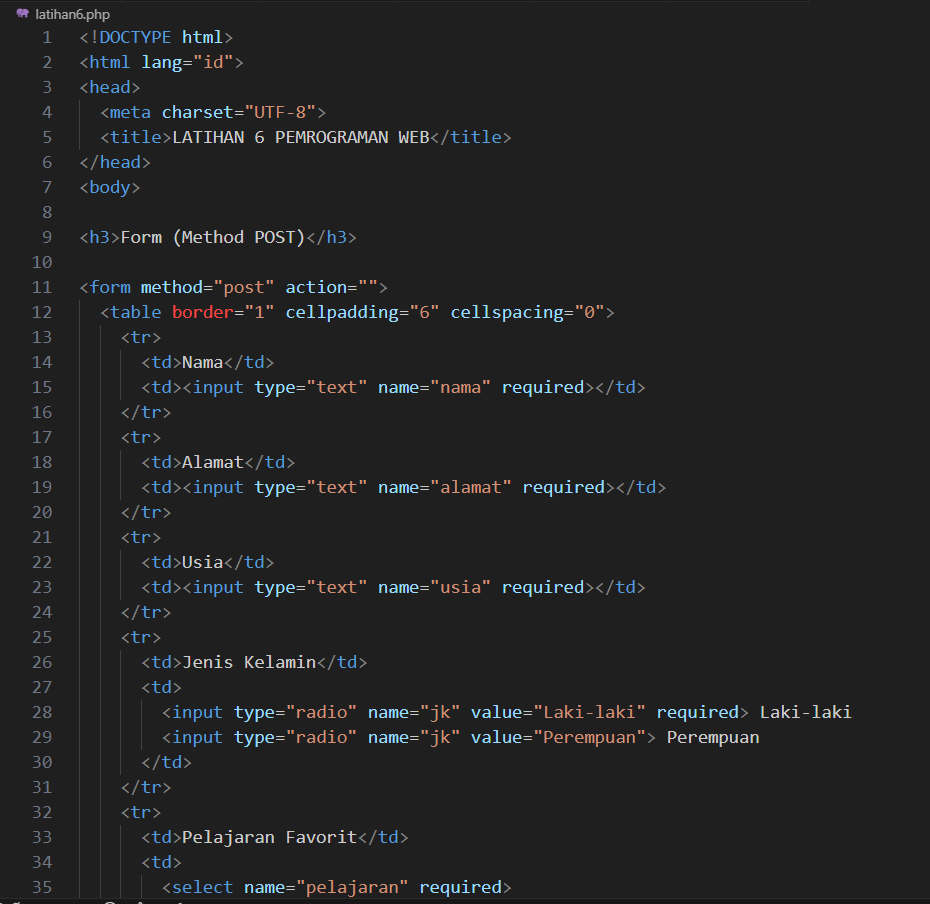 latihan6.php
1 <!DOCTYPE html>
2 <html lang="id">
3 <head>
4 <meta charset="UTF-8">
5 <title>LATIHAN 6 PEMROGRAMAN WEB</title>
6 </head>
7 <body>
8
9 <h3>Form (Method POST)</h3>
10
11 <form method="post" action="">
12 <table border="1" cellpadding="6" cellspacing="0">
13 <tr>
14 <td>Nama</td>
15 <td><input type="text" name="nama" required></td>
16 </tr>
17 <tr>
18 <td>Alamat</td>
19 <td><input type="text" name="alamat" required></td>
20 </tr>
21 <tr>
22 <td>Usia</td>
23 <td><input type="text" name="usia" required></td>
24 </tr>
25 <tr>
26 <td>Jenis Kelamin</td>
27 <td>
28 <input type="radio" name="jk" value="Laki-laki" required> Laki-laki
29 <input type="radio" name="jk" value="Perempuan"> Perempuan
30 </td>
31 </tr>
32 <tr>
33 <td>Pelajaran Favorit</td>
34 <td>
35 <select name="pelajaran" required>